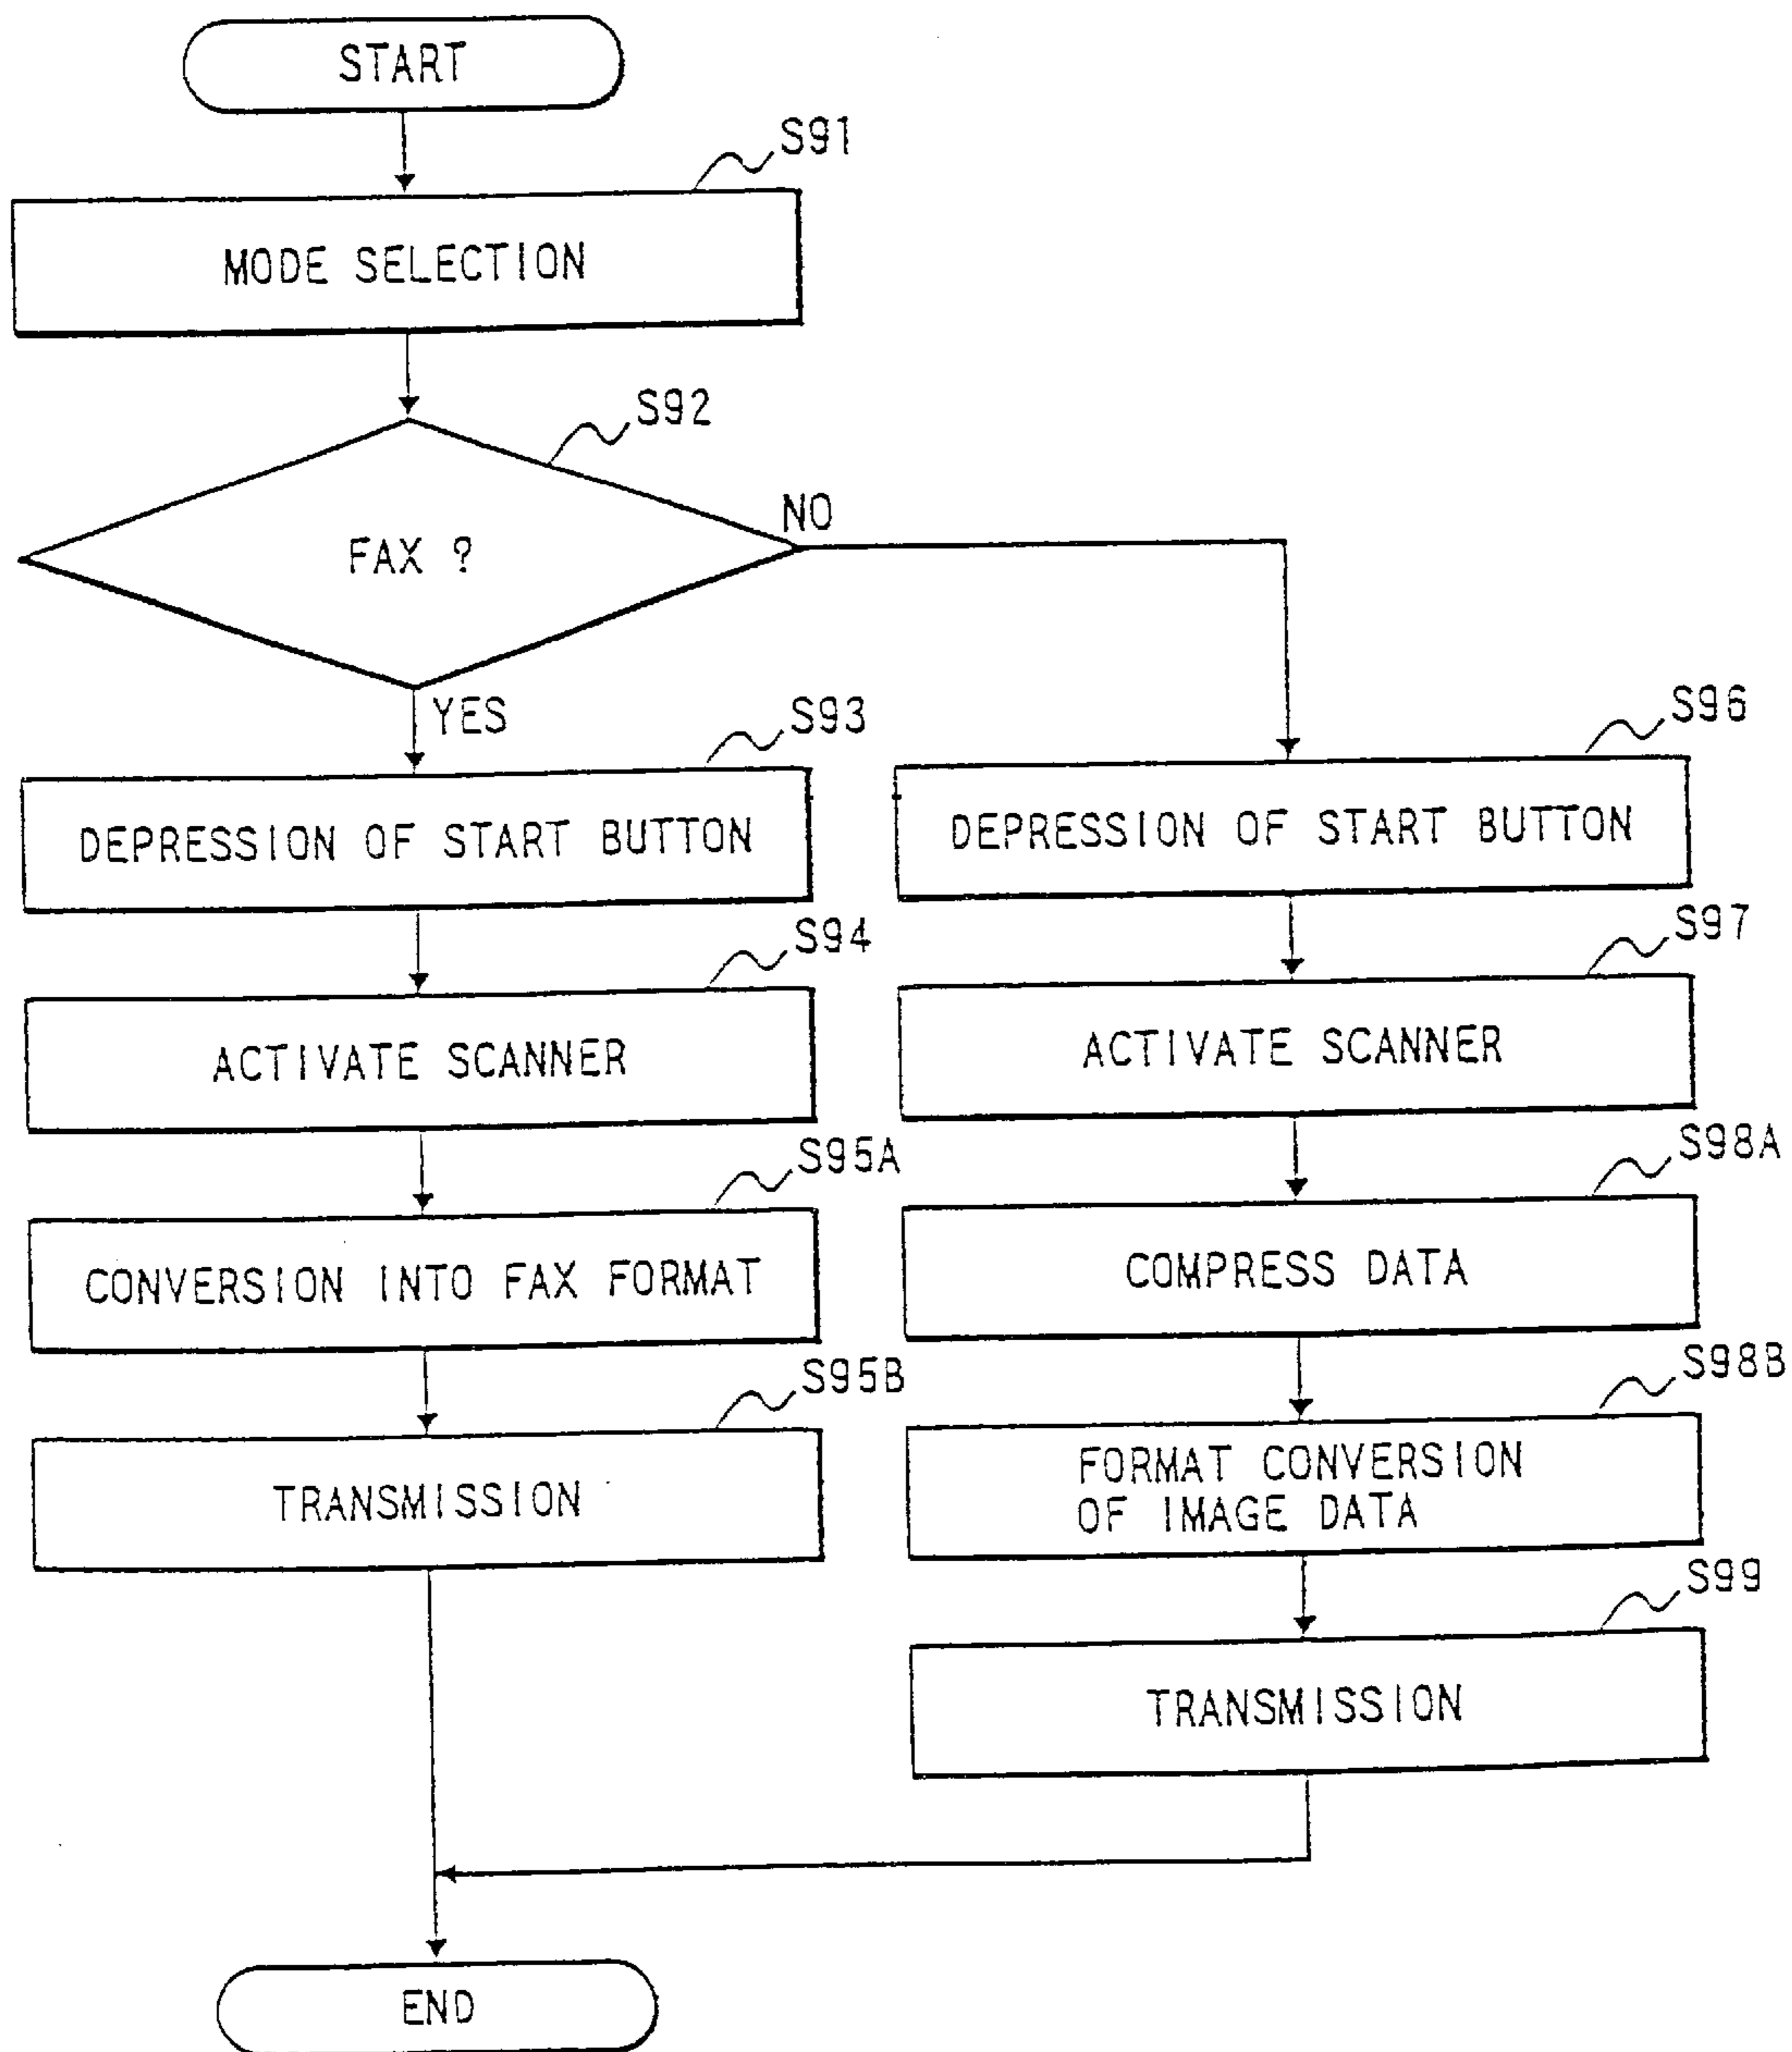 START
S91
MODE SELECTION
S92
FAX ?
NO
YES
S93
DEPRESSION OF START BUTTON
S94
ACTIVATE SCANNER
S95A
CONVERSION INTO FAX FORMAT
S95B
TRANSMISSION
S96
DEPRESSION OF START BUTTON
S97
ACTIVATE SCANNER
S98A
COMPRESS DATA
S98B
FORMAT CONVERSION
OF IMAGE DATA
S99
TRANSMISSION
END